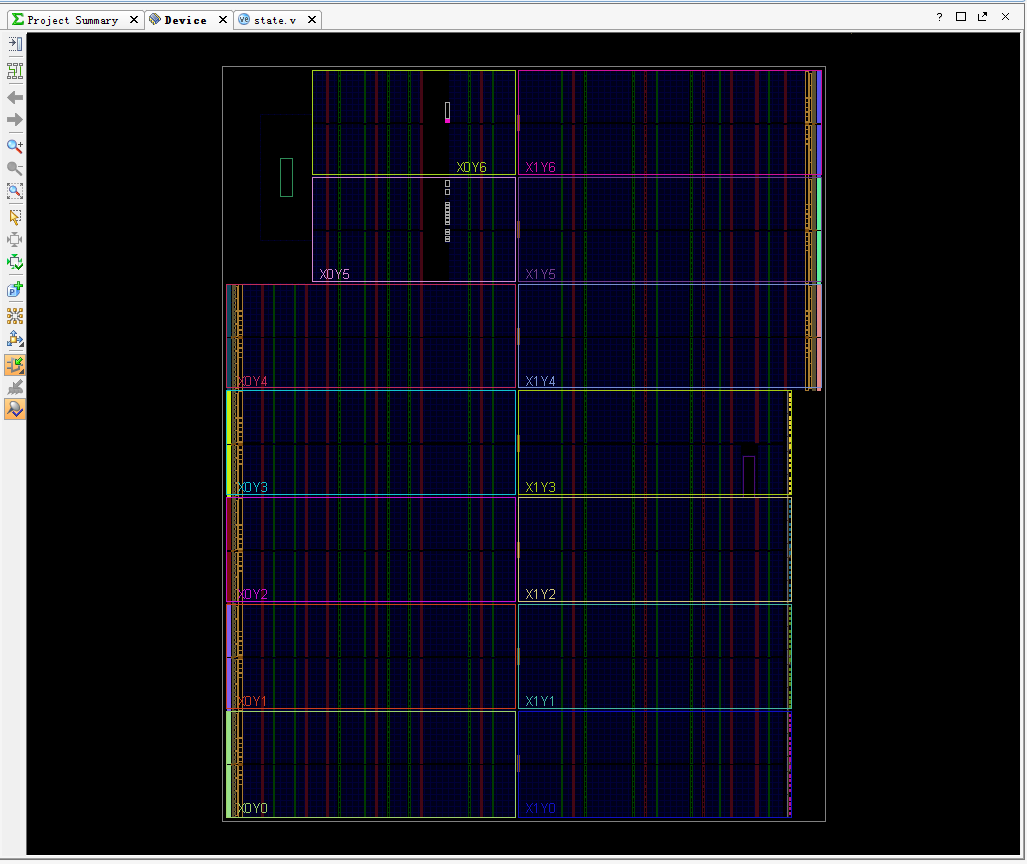 Project Summary
Device
state.v
X0Y6
X1Y6
X0Y5
X1Y5
X0Y4
X1Y4
X0Y3
X1Y3
X0Y2
X1Y2
X0Y1
X1Y1
X0Y0
X1Y0